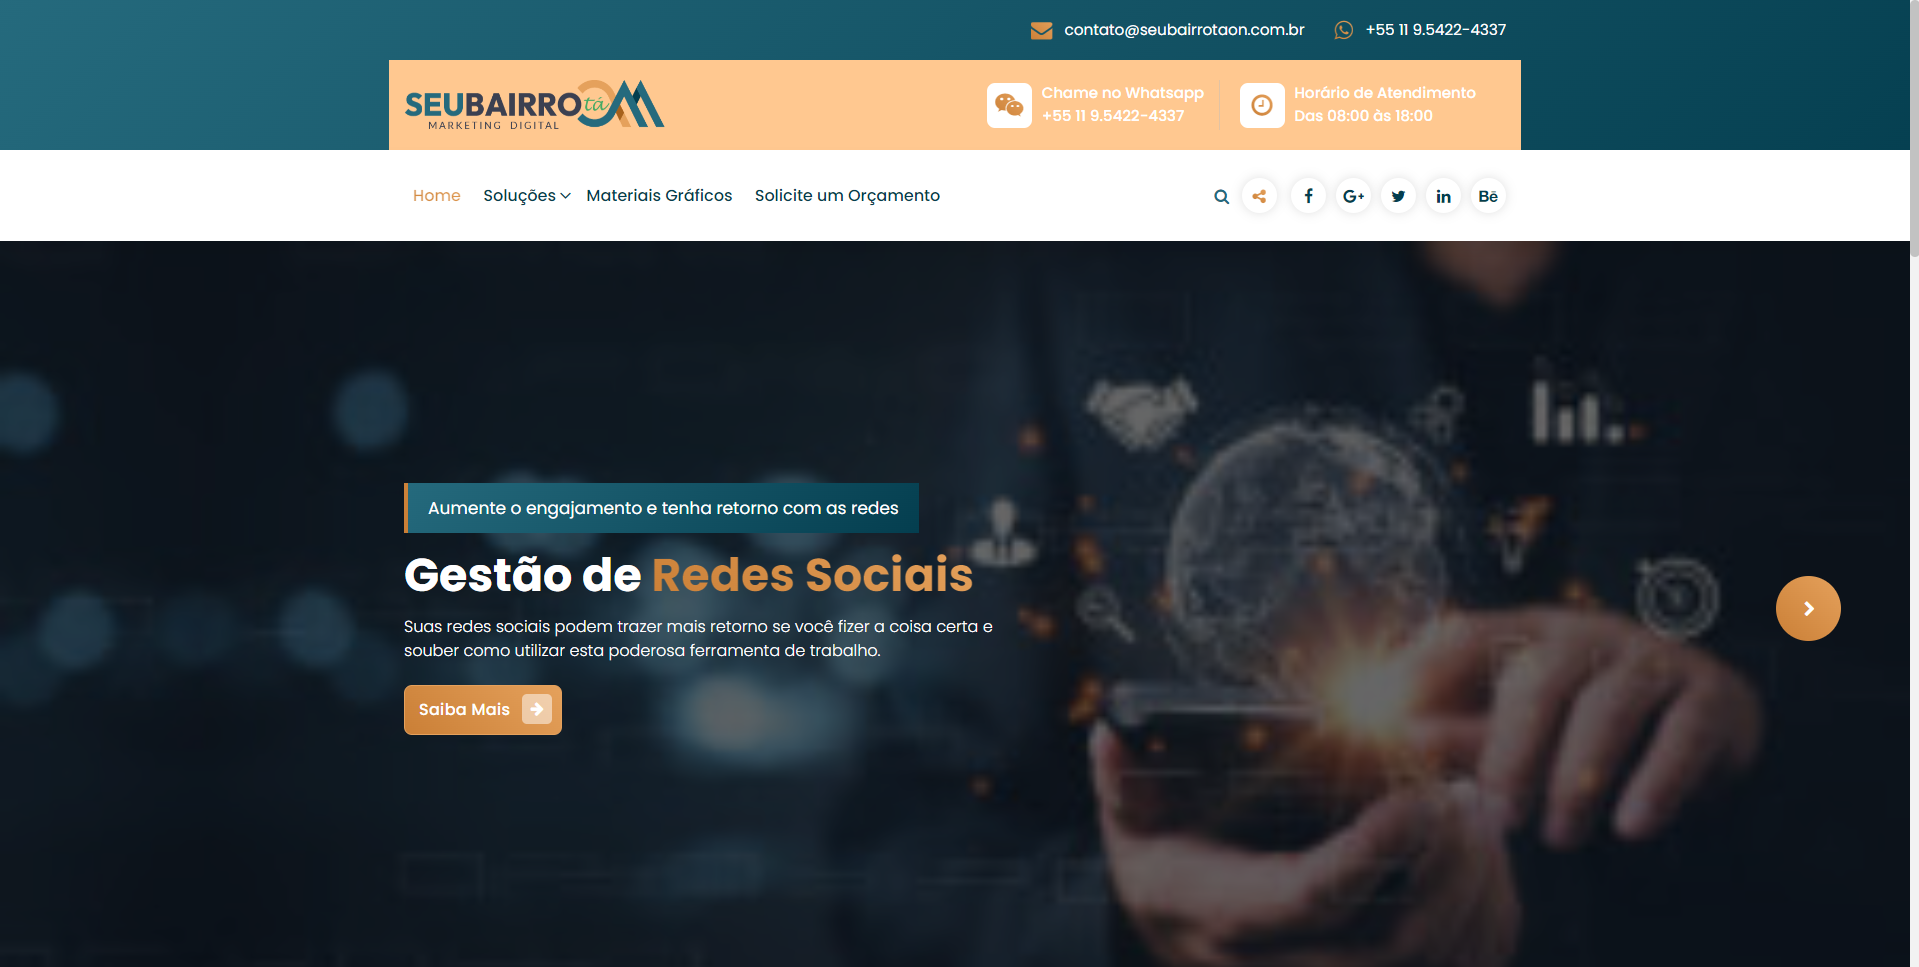 contato@seubairrotaon.com.br
+55 11 9.5422-4337
SEUBAIRRO tá ON
MARKETING DIGITAL
Chame no Whatsapp
+55 11 9.5422-4337
Horário de Atendimento
Das 08:00 às 18:00
Home
Soluções
Materiais Gráficos
Solicite um Orçamento
G+
in
Bē
Aumente o engajamento e tenha retorno com as redes
Gestão de Redes Sociais
Suas redes sociais podem trazer mais retorno se você fizer a coisa certa e
souber como utilizar esta poderosa ferramenta de trabalho.
Saiba Mais